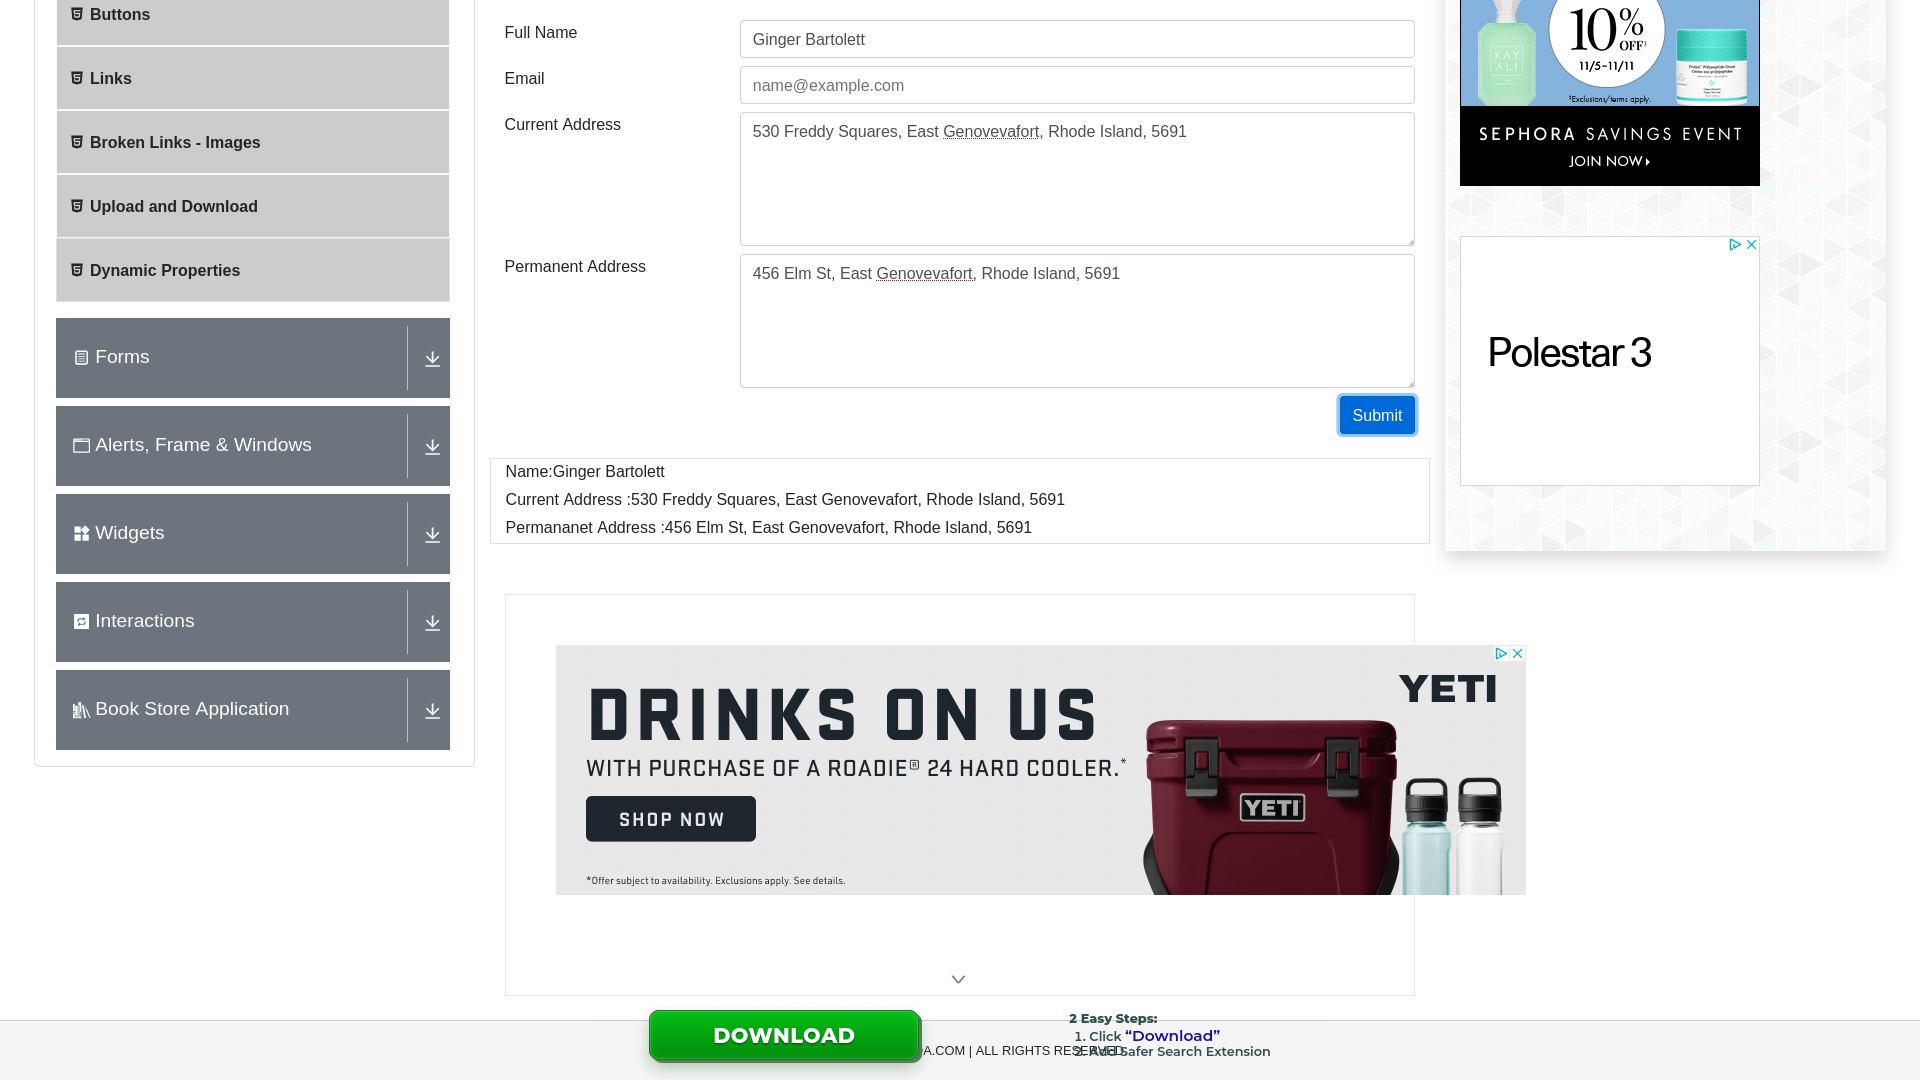 Buttons
Links
Broken Links - Images
Upload and Download
Dynamic Properties
Forms
Alerts, Frame & Windows
Widgets
Interactions
Book Store Application
Full Name
Ginger Bartolett
Email
name@example.com
Current Address
530 Freddy Squares, East Genovevafort, Rhode Island, 5691
Permanent Address
456 Elm St, East Genovevafort, Rhode Island, 5691
Submit
Name:Ginger Bartolett
Current Address :530 Freddy Squares, East Genovevafort, Rhode Island, 5691
Permananet Address :456 Elm St, East Genovevafort, Rhode Island, 5691
DRINKS ON US
WITH PURCHASE OF A ROADIE® 24 HARD COOLER.*
SHOP NOW
*Offer subject to availability. Exclusions apply. See details.
YETI
YETI
KAY
ALI
10%
OFF‡
11/5–11/11
‡Exclusions/terms apply.
SEPHORA SAVINGS EVENT
JOIN NOW
Polestar 3
DOWNLOAD
2 Easy Steps:
1. Click “Download”
2. Add Safer Search Extension
.COM | ALL RIGHTS RESERVED.